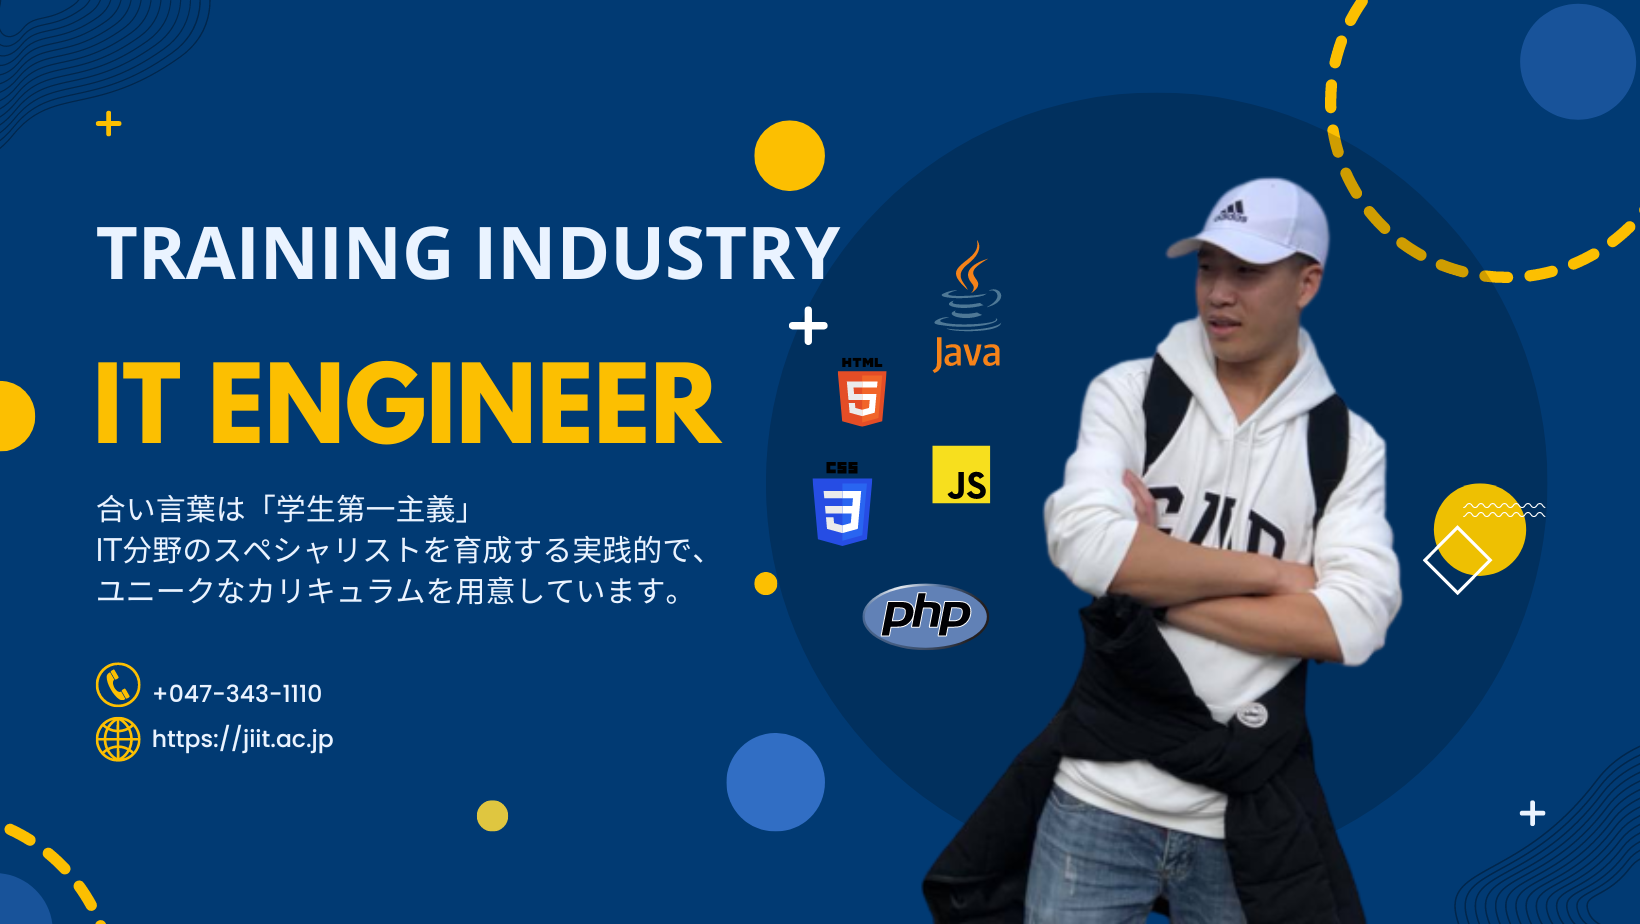 adidas
TRAINING INDUSTRY
Java
HTML
5
IT ENGINEER
CSS
3
JS
合い言葉は「学生第一主義」
IT分野のスペシャリストを育成する実践的で、
ユニークなカリキュラムを用意しています。
php
+047-343-1110
https://jiit.ac.jp